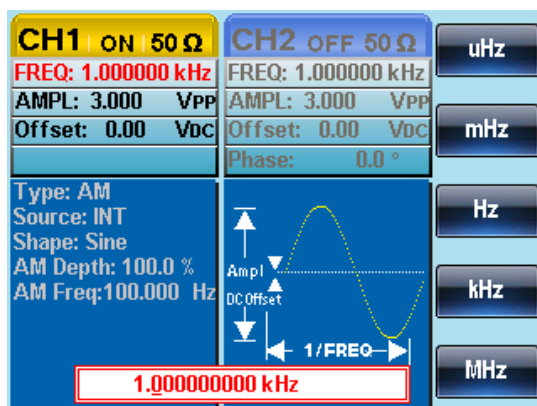 CH1 ON 50 Ω
FREQ: 1.000000 kHz
AMPL: 3.000 VPP
Offset: 0.00 VDC
CH2 OFF 50 Ω
FREQ: 1.000000 kHz
AMPL: 3.000 VPP
Offset: 0.00 VDC
Phase: 0.0 °
Type: AM
Source: INT
Shape: Sine
AM Depth: 100.0 %
AM Freq:100.000 Hz
Ampl
DC Offset
1/FREQ
1.000000000 kHz
uHz
mHz
Hz
kHz
MHz